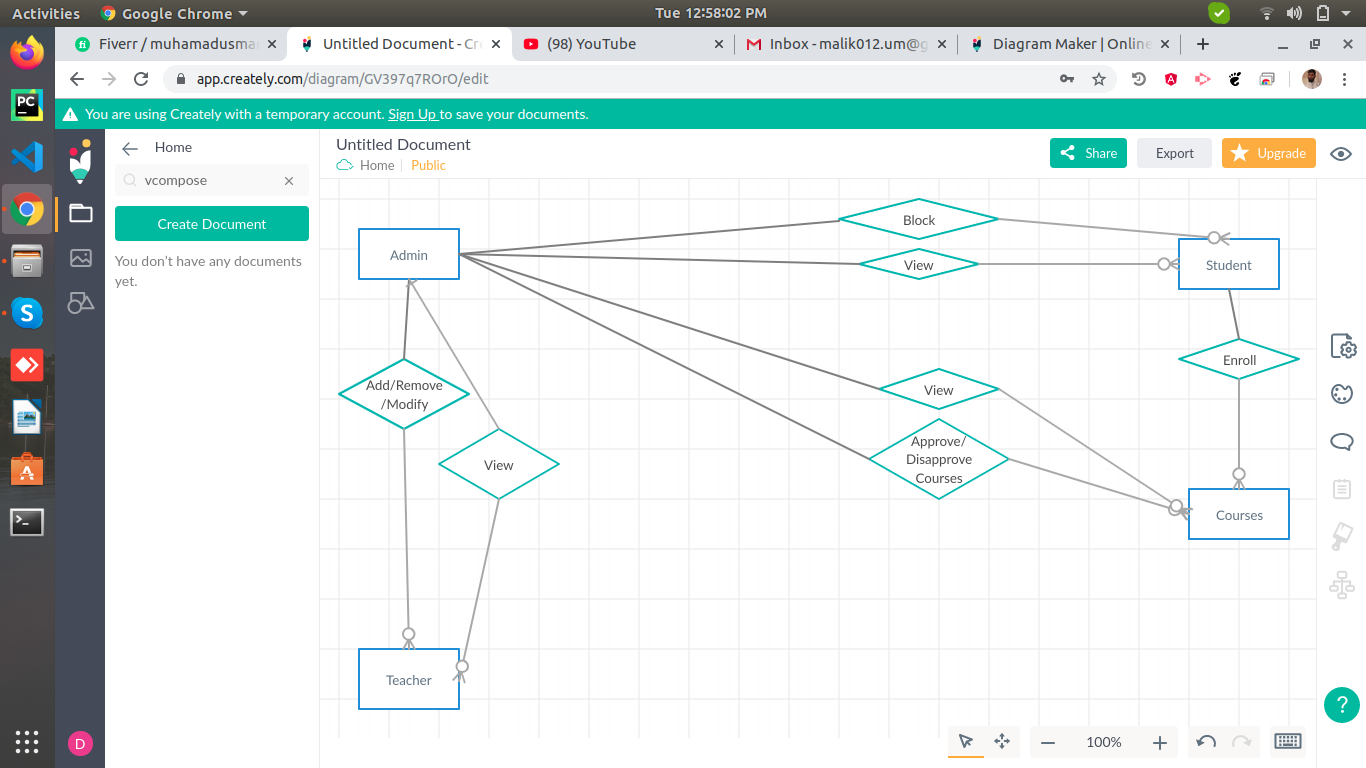 Activities
Google Chrome
Tue 12:58:02 PM
Fiverr / muhamadusma
Untitled Document - Cr
(98) YouTube
Inbox - malik012.um@g
Diagram Maker | Online
app.creately.com/diagram/GV397q7ROrO/edit
You are using Creately with a temporary account. Sign Up to save your documents.
Home
Untitled Document
Home
Public
Share
Export
Upgrade
vcompose
Create Document
You don't have any documents
yet.
Block
Admin
View
Student
Enroll
Add/Remove
/Modify
View
Approve/
Disapprove
Courses
View
Courses
Teacher
100%
?
D
PC
S
fi